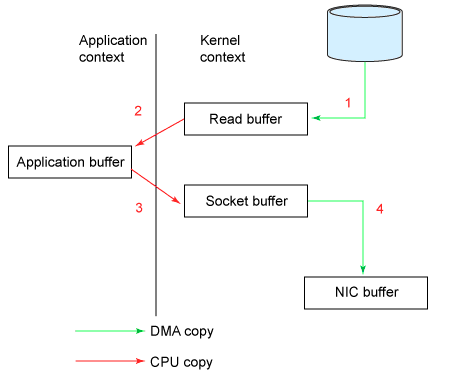 Application
context
Kernel
context
1
2
Read buffer
Application buffer
3
Socket buffer
4
NIC buffer
DMA copy
CPU copy